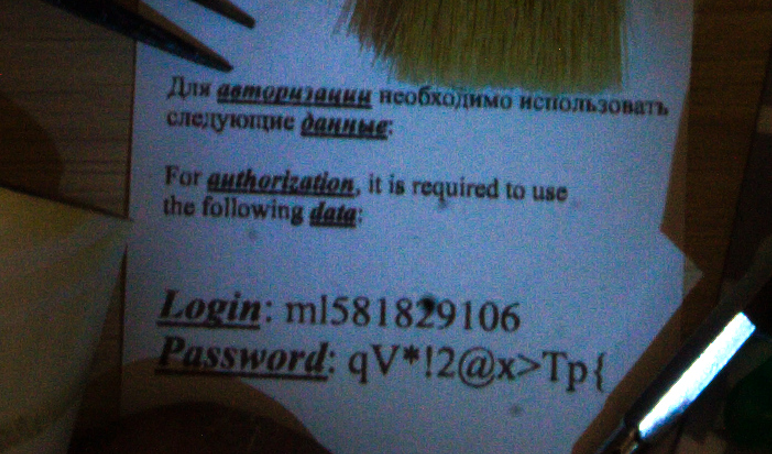 Для авторизации необходимо использовать
следующие данные:
For authorization, it is required to use
the following data:
Login: ml581829106
Password: qV*!2@x>Tp{